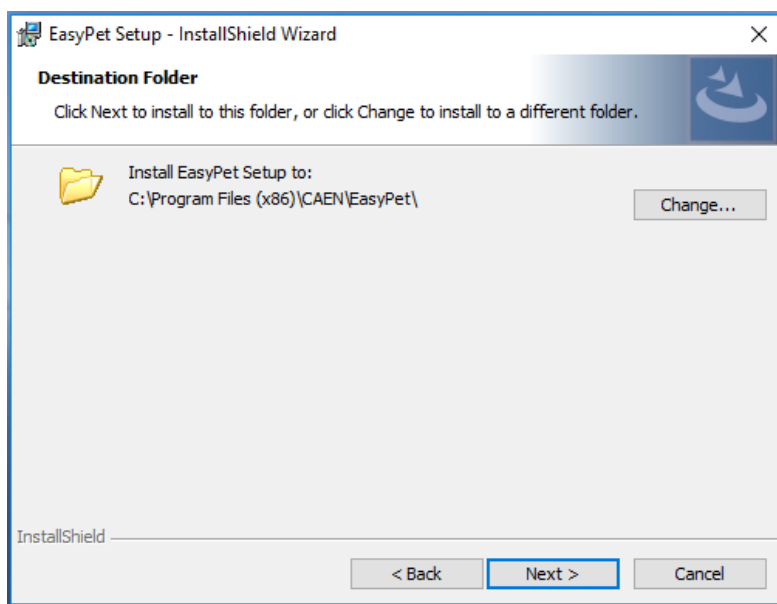 EasyPet Setup - InstallShield Wizard
Destination Folder
Click Next to install to this folder, or click Change to install to a different folder.
Install EasyPet Setup to:
C:\Program Files (x86)\CAEN\EasyPet\
Change...
InstallShield
< Back
Next >
Cancel